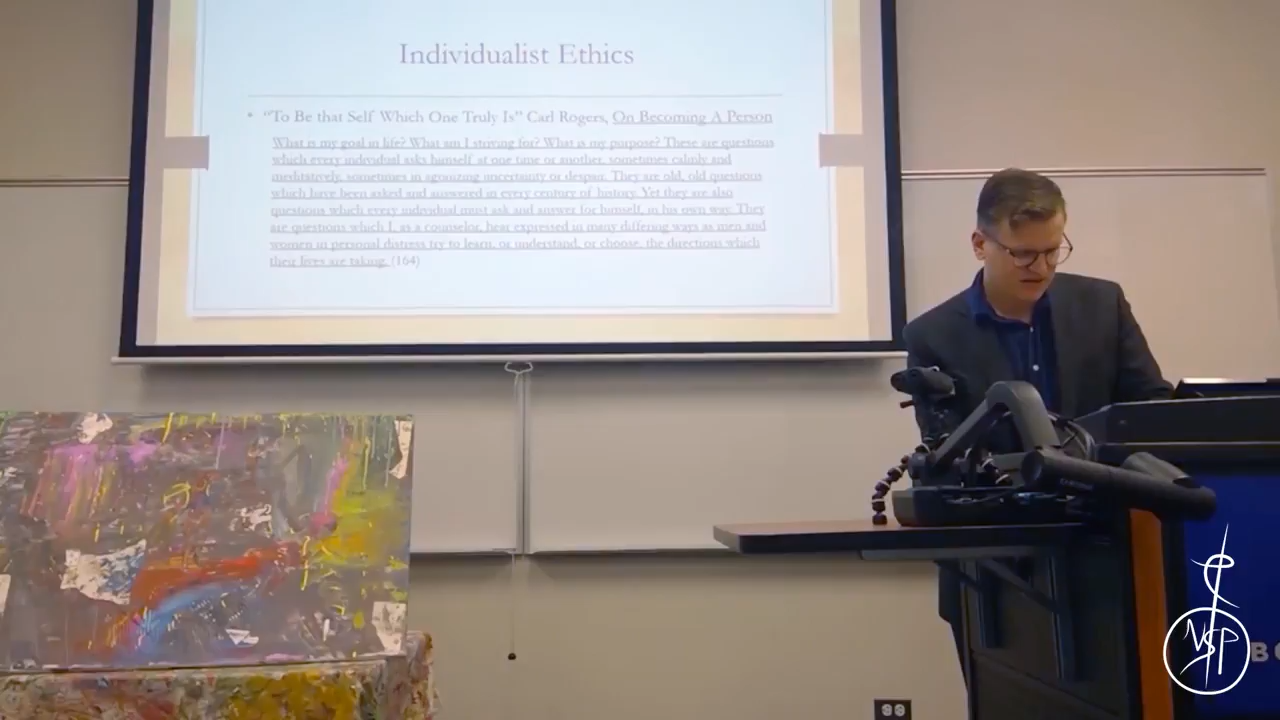 Individualist Ethics
• "To Be that Self Which One Truly Is" Carl Rogers, On Becoming A Person
What is my goal in life? What am I striving for? What is my purpose? These are questions
which every individual asks himself at one time or another, sometimes calmly and
meditatively, sometimes in agonizing uncertainty or despair. They are old, old questions
which have been asked and answered in every century of history. Yet they are also
questions which every individual must ask and answer for himself, in his own way. They
are questions which I, as a counselor, hear expressed in many differing ways as men and
women in personal distress try to learn, or understand, or choose, the directions which
their lives are taking. (164)
NSP
BO